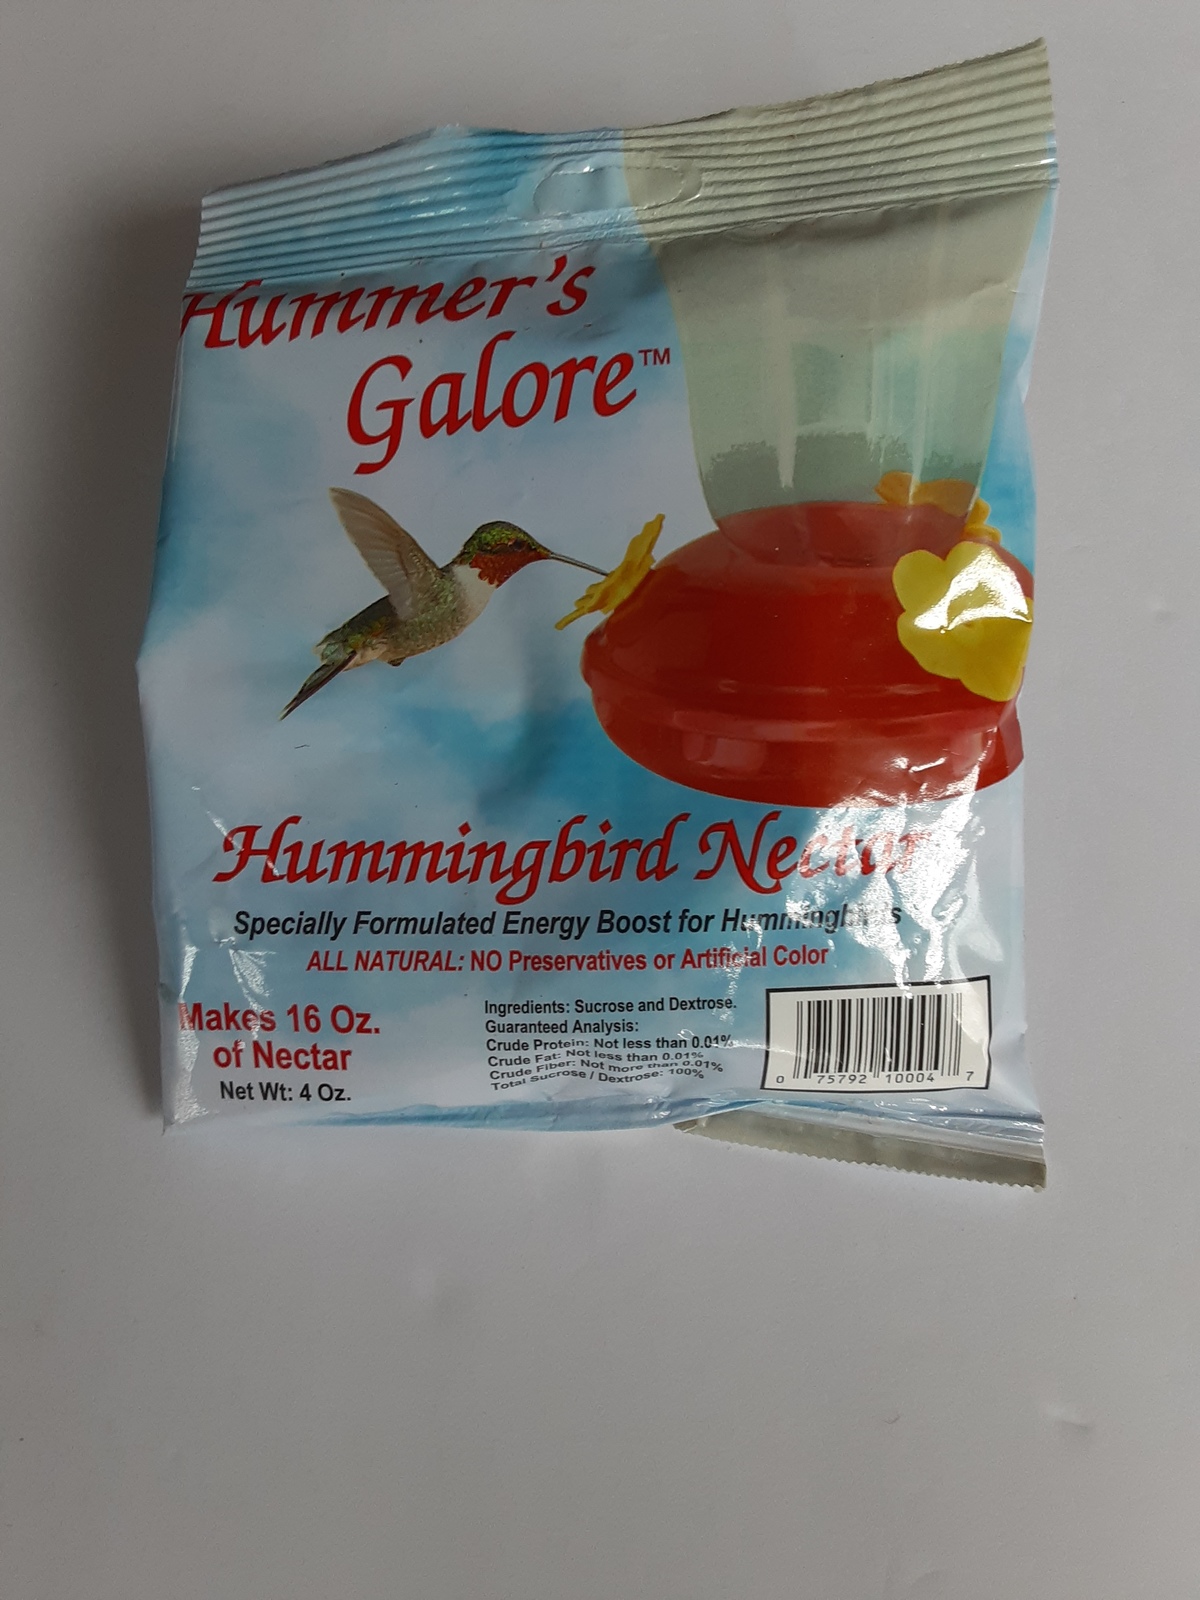 Hummer's
Galore™
Hummingbird Nectar
Specially Formulated Energy Boost for Hummingbirds
ALL NATURAL: NO Preservatives or Artificial Color
Makes 16 Oz.
of Nectar
Net Wt: 4 Oz.
Ingredients: Sucrose and Dextrose.
Guaranteed Analysis:
Crude Protein: Not less than 0.01%
Crude Fat: Not less than 0.01%
Crude Fiber: Not more than 0.01%
Total Sucrose / Dextrose: 100%
0 75792 10004 7